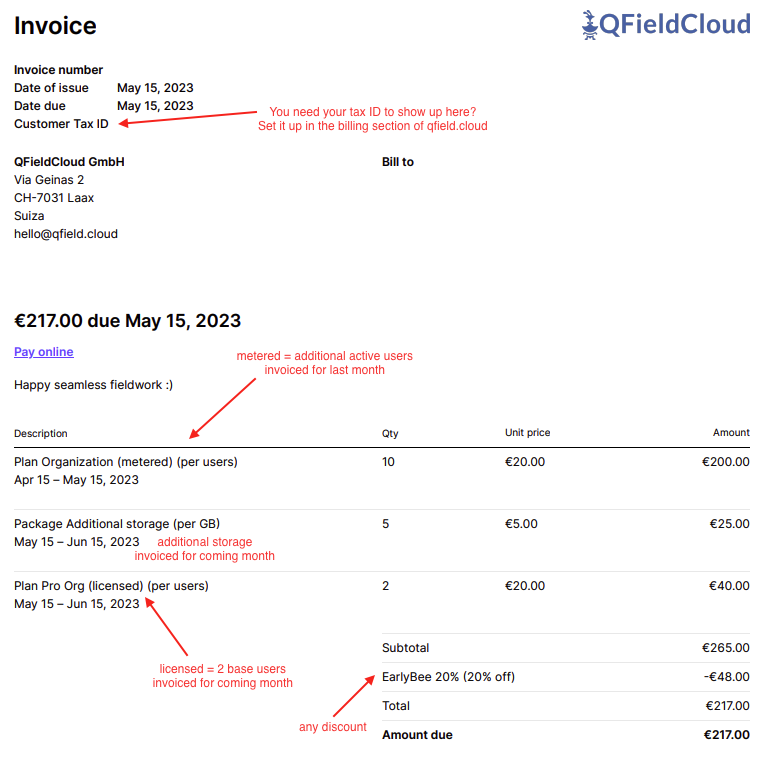 Invoice
QFieldCloud
Invoice number
Date of issue May 15, 2023
Date due May 15, 2023
Customer Tax ID
You need your tax ID to show up here?
Set it up in the billing section of qfield.cloud
QFieldCloud GmbH
Via Geinas 2
CH-7031 Laax
Suiza
hello@qfield.cloud
Bill to
€217.00 due May 15, 2023
Pay online
metered = additional active users
invoiced for last month
Happy seamless fieldwork :)
Description Qty Unit price Amount
Plan Organization (metered) (per users) 10 €20.00 €200.00
Apr 15 – May 15, 2023
Package Additional storage (per GB) 5 €5.00 €25.00
May 15 – Jun 15, 2023
additional storage
invoiced for coming month
Plan Pro Org (licensed) (per users) 2 €20.00 €40.00
May 15 – Jun 15, 2023
licensed = 2 base users
invoiced for coming month
Subtotal €265.00
EarlyBee 20% (20% off) -€48.00
any discount
Total €217.00
Amount due €217.00